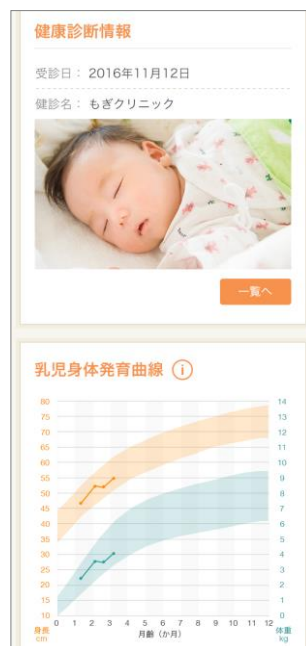 健康診断情報
受診日： 2016年11月12日
健診名： もぎクリニック
一覧へ
乳児身体発育曲線 i
80 14
75 13
70 12
65 11
60 10
55 9
50 8
45 7
40 6
35 5
30 4
25 3
20 2
15 1
10 0
0 1 2 3 4 5 6 7 8 9 10 11 12
身長 cm 月齢（か月） 体重 kg